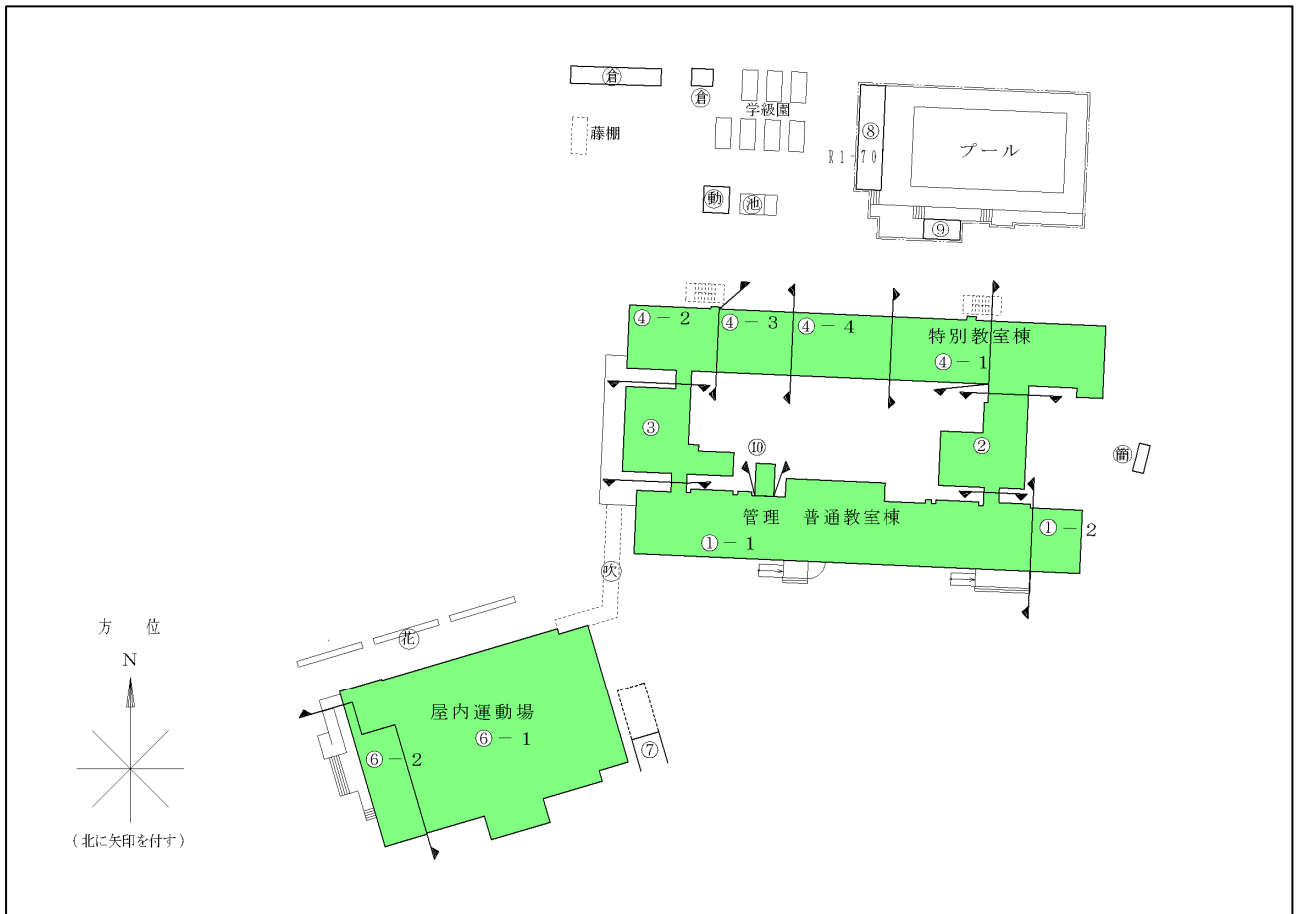 倉
倉
学級園
藤棚
⑧
R1-70
プール
動
池
⑨
④-2
④-3
④-4
特別教室棟
④-1
③
⑩
②
簡
管理 普通教室棟
①-1
①-2
吹
方 位
N
花
屋内運動場
⑥-1
⑥-2
⑦
(北に矢印を付す)